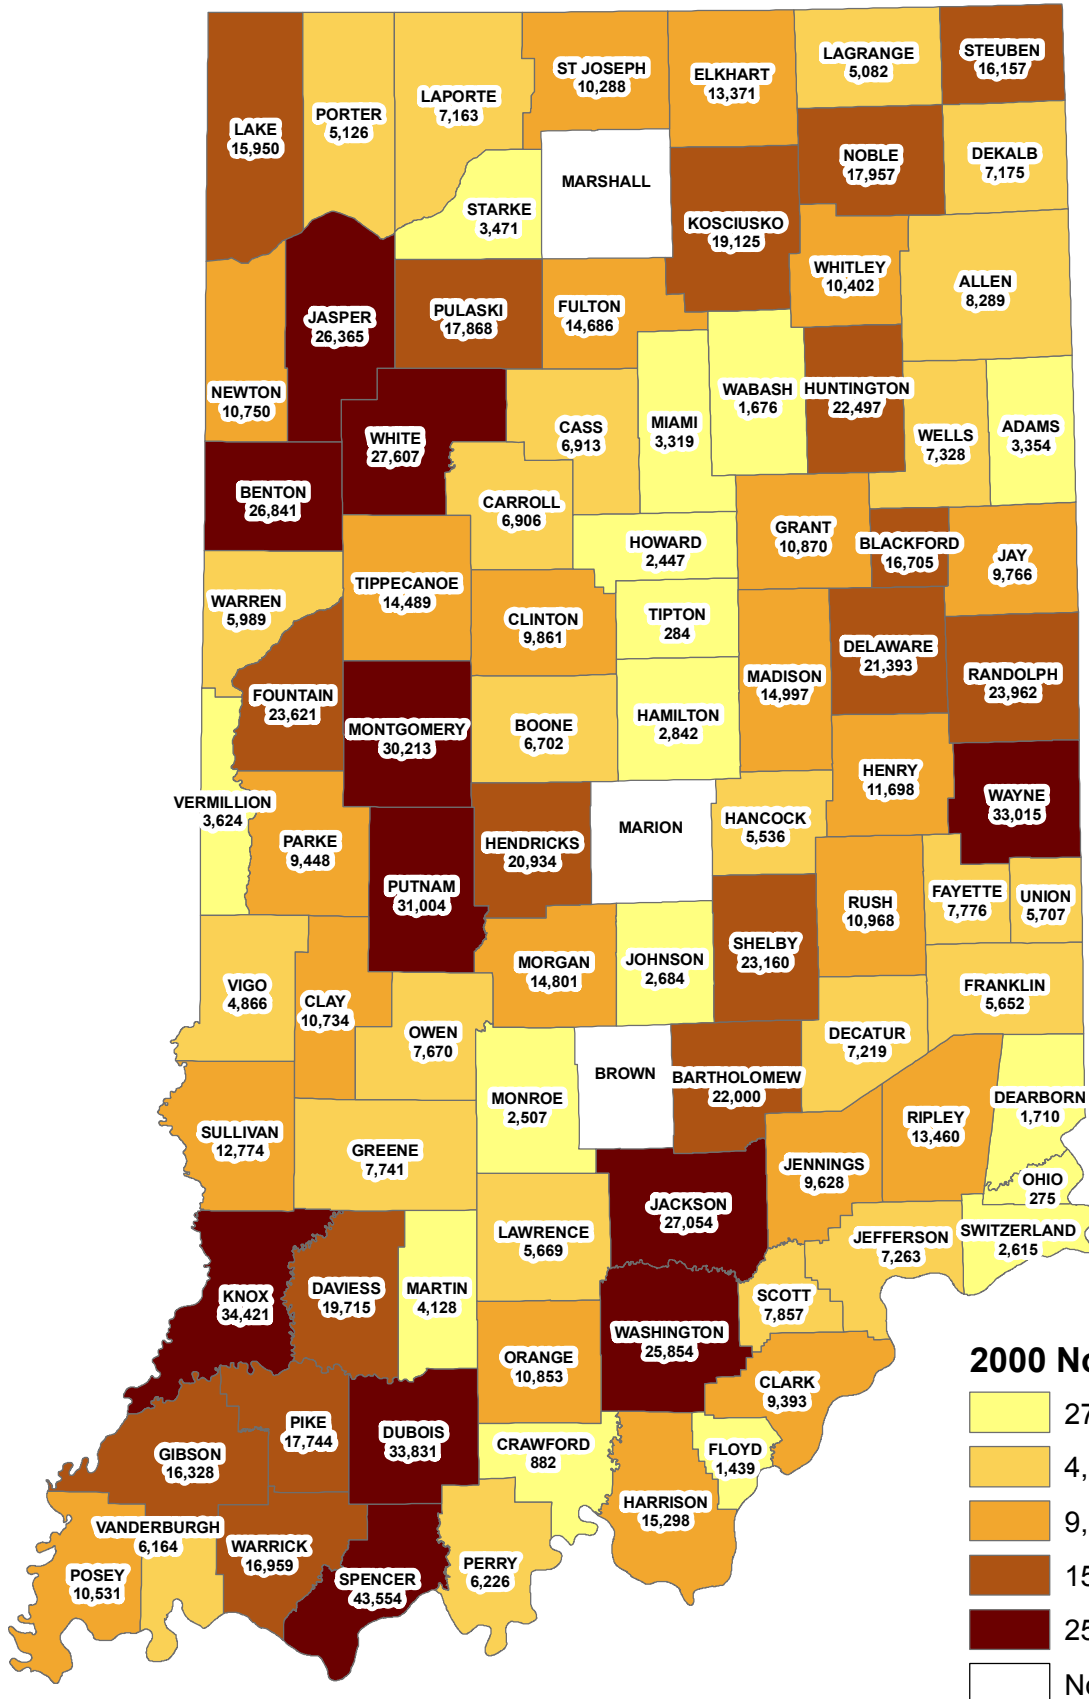 LAGRANGE
5,082
STEUBEN
16,157
ST JOSEPH
10,288
ELKHART
13,371
LAPORTE
7,163
PORTER
5,126
LAKE
15,950
NOBLE
17,957
DEKALB
7,175
MARSHALL
STARKE
3,471
KOSCIUSKO
19,125
WHITLEY
10,402
ALLEN
8,289
JASPER
26,365
PULASKI
17,868
FULTON
14,686
NEWTON
10,750
WABASH
1,676
HUNTINGTON
22,497
MIAMI
3,319
CASS
6,913
WHITE
27,607
WELLS
7,328
ADAMS
3,354
BENTON
26,841
CARROLL
6,906
GRANT
10,870
HOWARD
2,447
BLACKFORD
16,705
JAY
9,766
TIPPECANOE
14,489
WARREN
5,989
CLINTON
9,861
TIPTON
284
DELAWARE
21,393
RANDOLPH
23,962
MADISON
14,997
FOUNTAIN
23,621
MONTGOMERY
30,213
BOONE
6,702
HAMILTON
2,842
HENRY
11,698
WAYNE
33,015
VERMILLION
3,624
HANCOCK
5,536
MARION
PARKE
9,448
HENDRICKS
20,934
PUTNAM
31,004
RUSH
10,968
FAYETTE
7,776
UNION
5,707
SHELBY
23,160
MORGAN
14,801
JOHNSON
2,684
VIGO
4,866
CLAY
10,734
FRANKLIN
5,652
OWEN
7,670
DECATUR
7,219
BROWN
BARTHOLOMEW
22,000
MONROE
2,507
DEARBORN
1,710
RIPLEY
13,460
SULLIVAN
12,774
GREENE
7,741
JENNINGS
9,628
OHIO
275
JACKSON
27,054
LAWRENCE
5,669
JEFFERSON
7,263
SWITZERLAND
2,615
KNOX
34,421
DAVIESS
19,715
MARTIN
4,128
SCOTT
7,857
WASHINGTON
25,854
ORANGE
10,853
CLARK
9,393
PIKE
17,744
DUBOIS
33,831
CRAWFORD
882
FLOYD
1,439
GIBSON
16,328
HARRISON
15,298
VANDERBURGH
6,164
WARRICK
16,959
PERRY
6,226
POSEY
10,531
SPENCER
43,554
2000 No
27
4,
9,
15
25
No